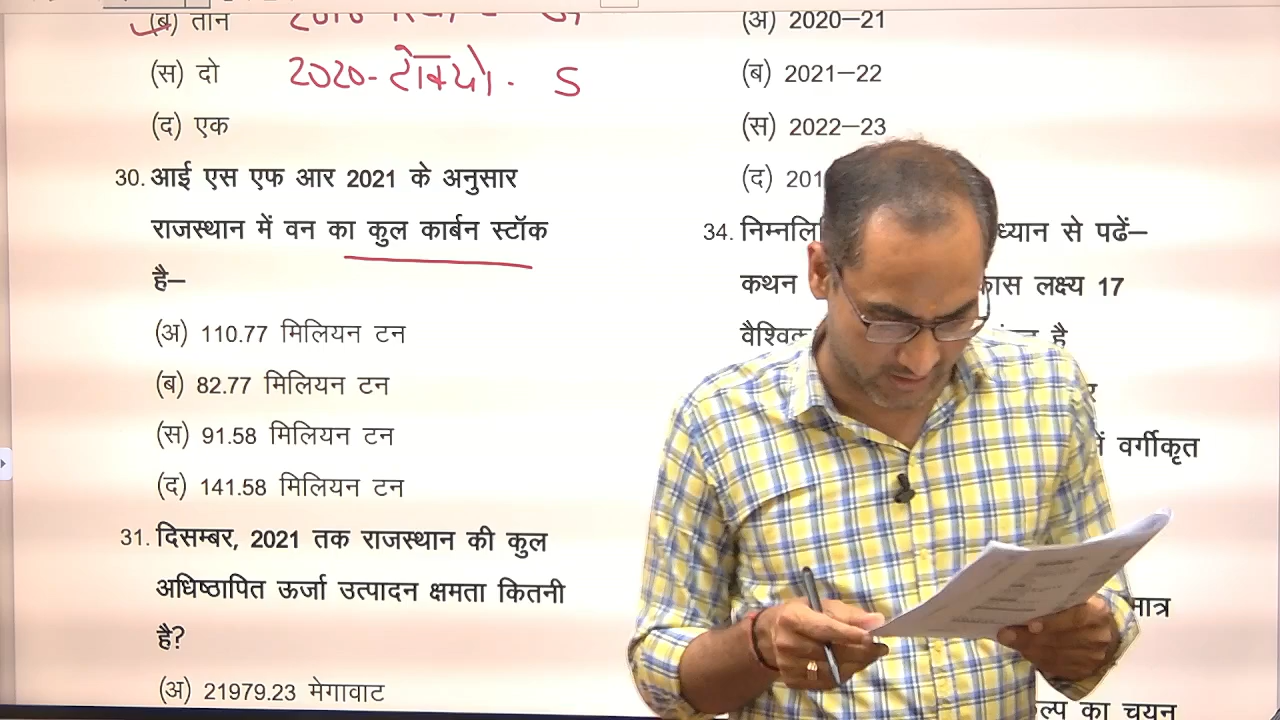 (ब) तीन
(स) दो 2020-टोक्यो- 5
(द) एक
30. आई एस एफ आर 2021 के अनुसार
राजस्थान में वन का कुल कार्बन स्टॉक
है–
(अ) 110.77 मिलियन टन
(ब) 82.77 मिलियन टन
(स) 91.58 मिलियन टन
(द) 141.58 मिलियन टन
31. दिसम्बर, 2021 तक राजस्थान की कुल
अधिष्ठापित ऊर्जा उत्पादन क्षमता कितनी
है?
(अ) 21979.23 मेगावाट
(अ) 2020–21
(ब) 2021–22
(स) 2022–23
(द) 201
34. ध्यान से पढें–
कथन लक्ष्य 17
है
में वर्गीकृत
मात्र
का चयन